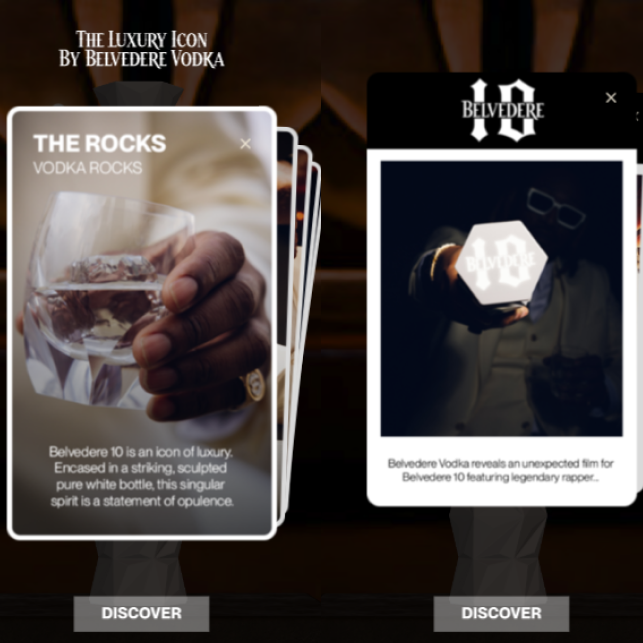 THE LUXURY ICON
BY BELVEDERE VODKA
THE ROCKS
VODKA ROCKS
Belvedere 10 is an icon of luxury.
Encased in a striking, sculpted
pure white bottle, this singular
spirit is a statement of opulence.
DISCOVER
10
BELVEDERE
10
BELVEDERE
Belvedere Vodka reveals an unexpected film for
Belvedere 10 featuring legendary rapper...
DISCOVER